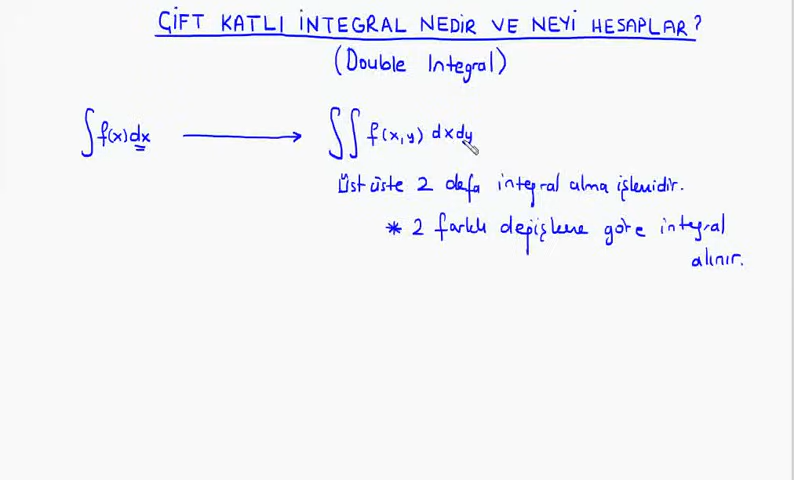 ÇİFT KATLI İNTEGRAL NEDİR VE NEYİ HESAPLAR?
(Double Integral)
∫f(x)dx ⟶ ∫∫ f(x,y) dxdy
Üst üste 2 defa integral alma işlemidir.
* 2 farklı değişkene göre integral
alınır.